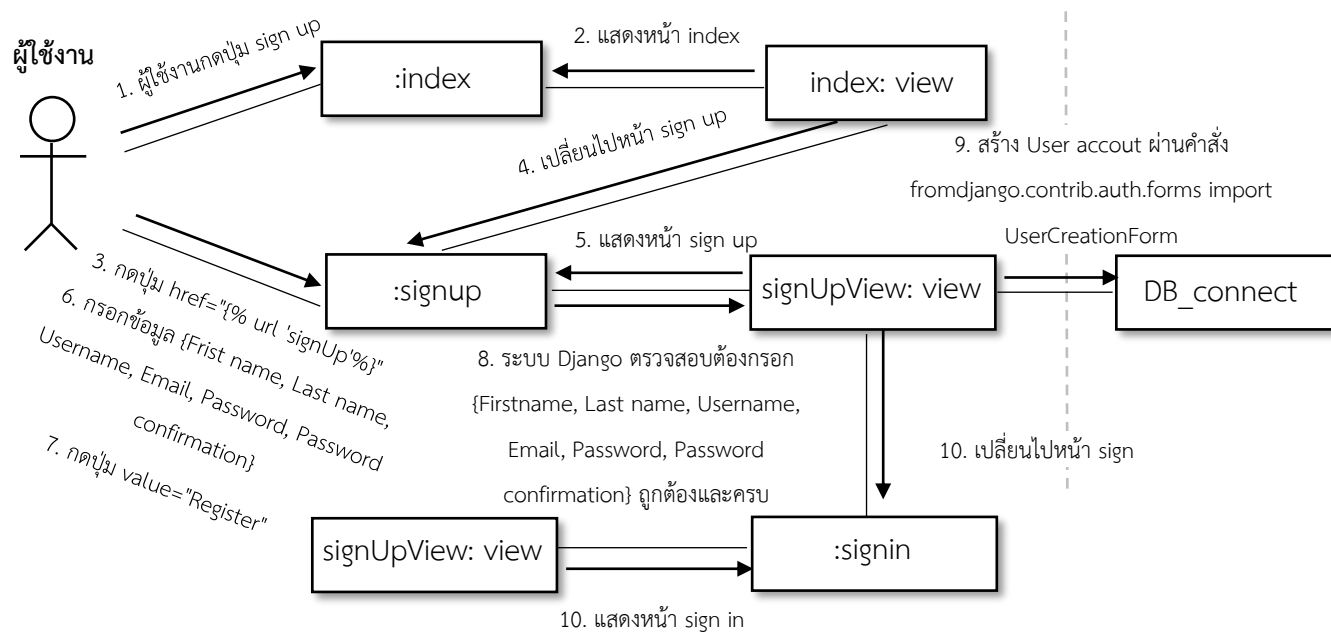 ผู้ใช้งาน
1. ผู้ใช้งานกดปุ่ม sign up
:index
2. แสดงหน้า index
index: view
4. เปลี่ยนไปหน้า sign up
9. สร้าง User accout ผ่านคำสั่ง
fromdjango.contrib.auth.forms import
UserCreationForm
3. กดปุ่ม href="{% url 'signUp'%}"
6. กรอกข้อมูล {Frist name, Last name,
Username, Email, Password, Password
confirmation}
7. กดปุ่ม value="Register"
:signup
5. แสดงหน้า sign up
signUpView: view
DB_connect
8. ระบบ Django ตรวจสอบต้องกรอก
{Firstname, Last name, Username,
Email, Password, Password
confirmation} ถูกต้องและครบ
10. เปลี่ยนไปหน้า sign
signUpView: view
:signin
10. แสดงหน้า sign in